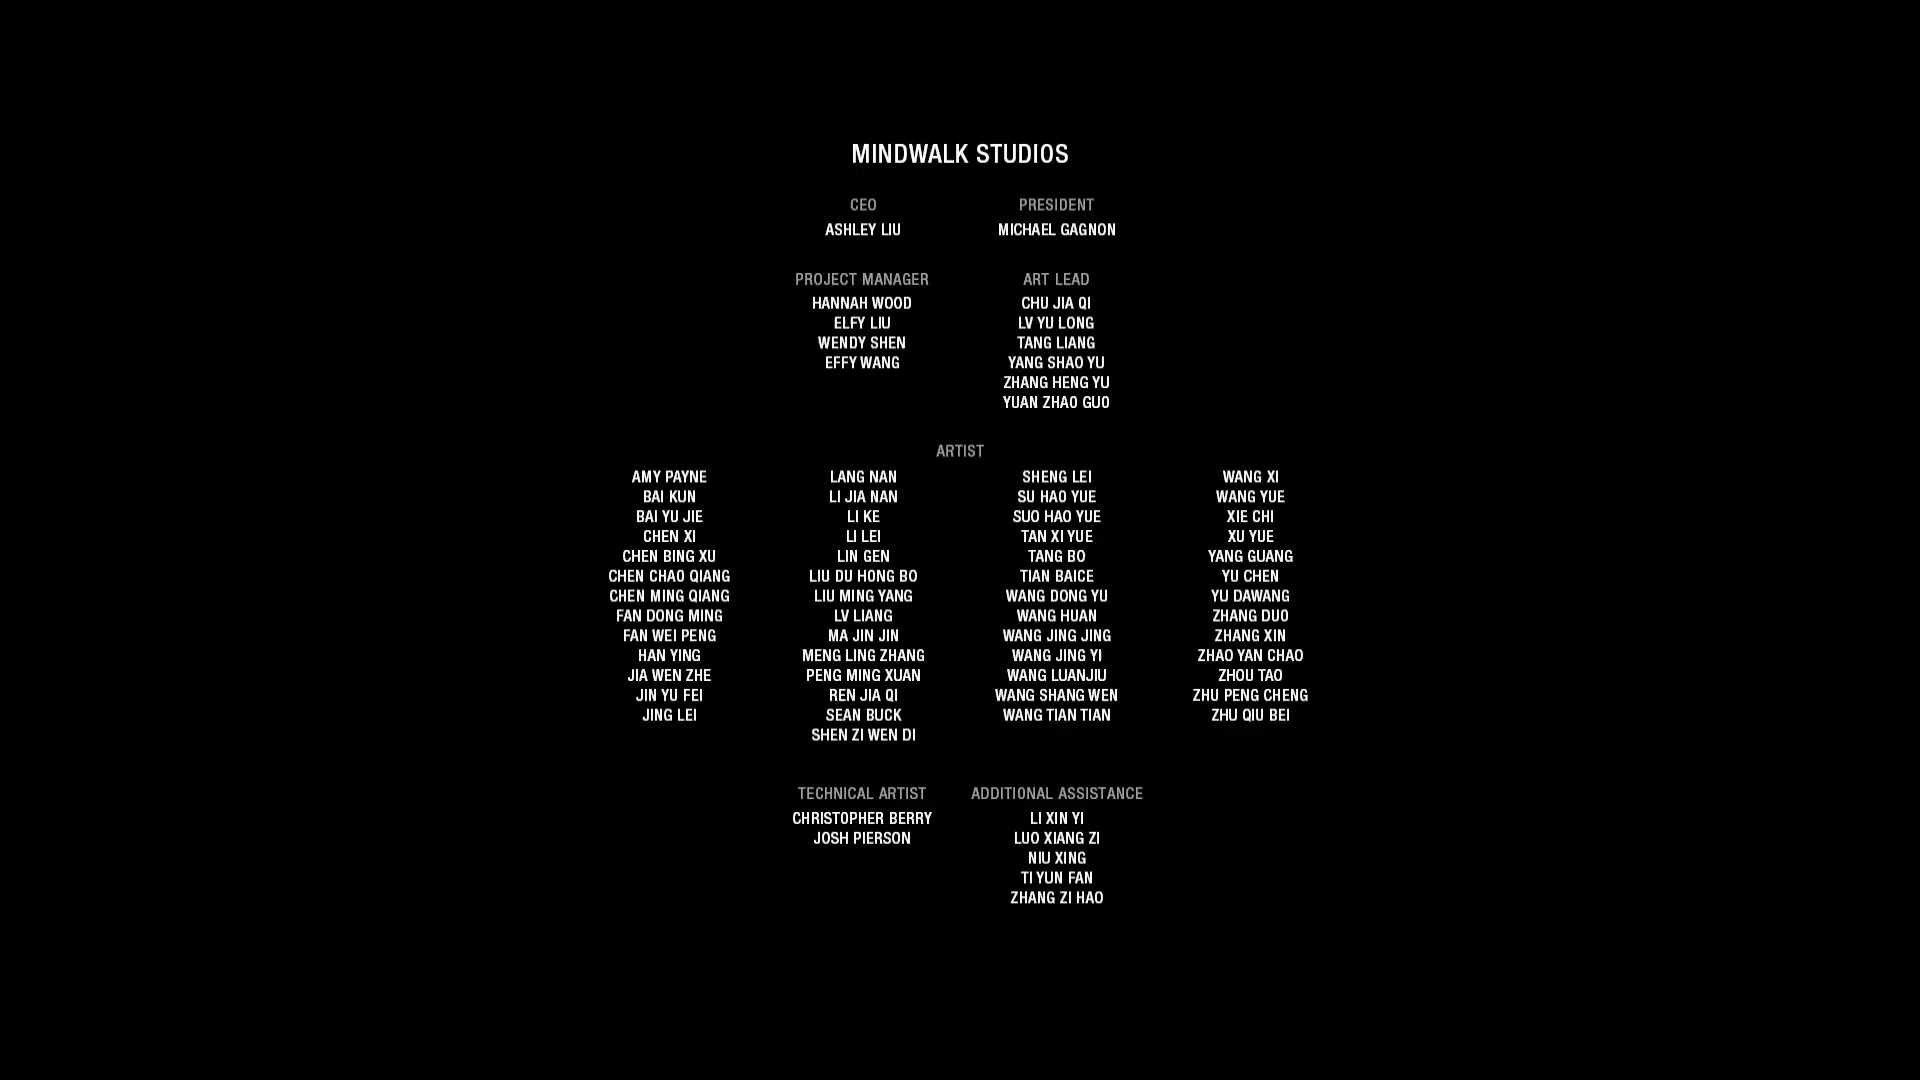 MINDWALK STUDIOS
CEO
ASHLEY LIU
PRESIDENT
MICHAEL GAGNON
PROJECT MANAGER
HANNAH WOOD
ELFY LIU
WENDY SHEN
EFFY WANG
ART LEAD
CHU JIA QI
LV YU LONG
TANG LIANG
YANG SHAO YU
ZHANG HENG YU
YUAN ZHAO GUO
ARTIST
AMY PAYNE
BAI KUN
BAI YU JIE
CHEN XI
CHEN BING XU
CHEN CHAO QIANG
CHEN MING QIANG
FAN DONG MING
FAN WEI PENG
HAN YING
JIA WEN ZHE
JIN YU FEI
JING LEI
LANG NAN
LI JIA NAN
LI KE
LI LEI
LIN GEN
LIU DU HONG BO
LIU MING YANG
LV LIANG
MA JIN JIN
MENG LING ZHANG
PENG MING XUAN
REN JIA QI
SEAN BUCK
SHEN ZI WEN DI
SHENG LEI
SU HAO YUE
SUO HAO YUE
TAN XI YUE
TANG BO
TIAN BAICE
WANG DONG YU
WANG HUAN
WANG JING JING
WANG JING YI
WANG LUANJIU
WANG SHANG WEN
WANG TIAN TIAN
WANG XI
WANG YUE
XIE CHI
XU YUE
YANG GUANG
YU CHEN
YU DAWANG
ZHANG DUO
ZHANG XIN
ZHAO YAN CHAO
ZHOU TAO
ZHU PENG CHENG
ZHU QIU BEI
TECHNICAL ARTIST
CHRISTOPHER BERRY
JOSH PIERSON
ADDITIONAL ASSISTANCE
LI XIN YI
LUO XIANG ZI
NIU XING
TI YUN FAN
ZHANG ZI HAO